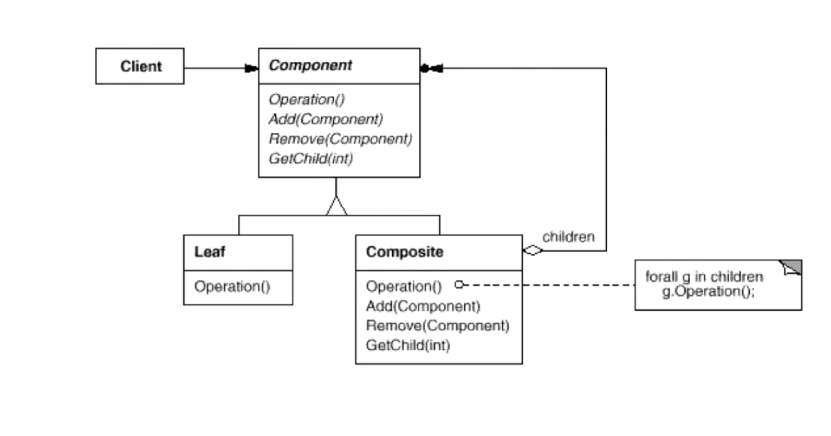 Client
Component
Operation()
Add(Component)
Remove(Component)
GetChild(int)
children
Leaf
Operation()
Composite
Operation()
Add(Component)
Remove(Component)
GetChild(int)
forall g in children
g.Operation();